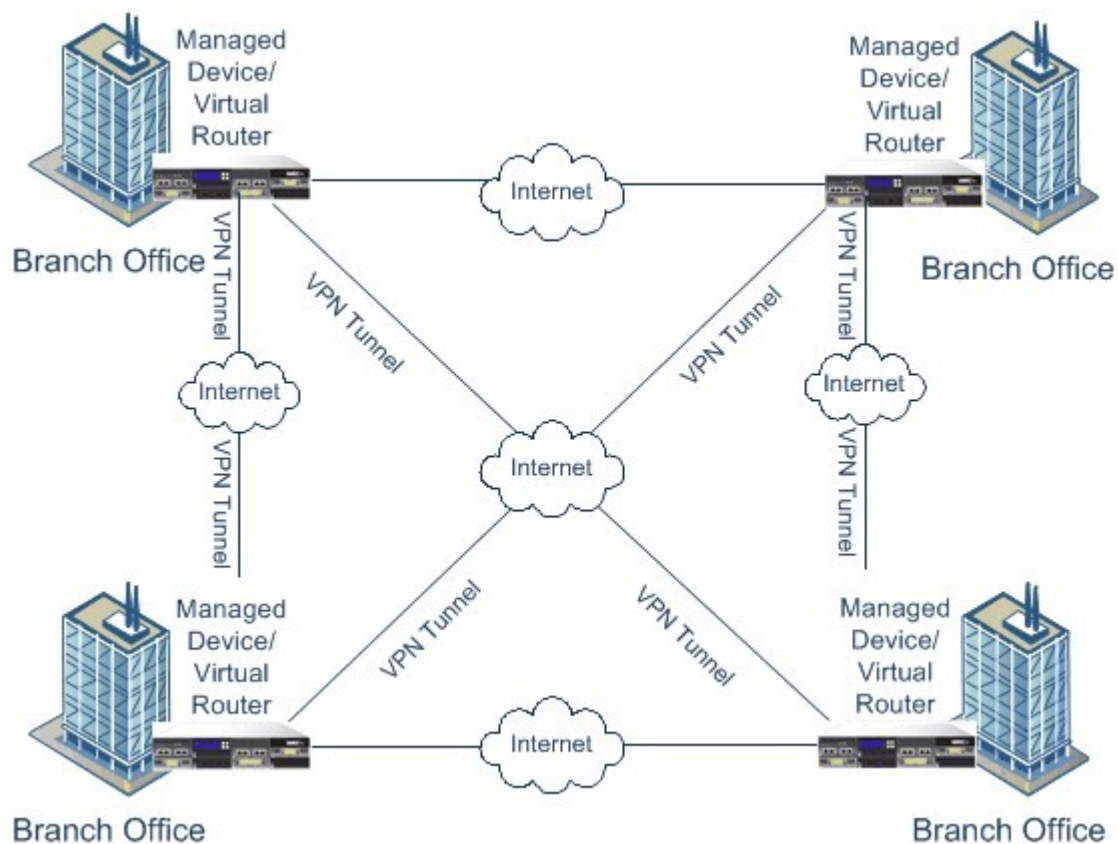 Managed
Device/
Virtual
Router
Branch Office
Managed
Device/
Virtual
Router
Branch Office
Internet
VPN Tunnel
VPN Tunnel
VPN Tunnel
VPN Tunnel
Internet
Internet
Internet
VPN Tunnel
VPN Tunnel
VPN Tunnel
VPN Tunnel
Managed
Device/
Virtual
Router
Branch Office
Managed
Device/
Virtual
Router
Branch Office
Internet